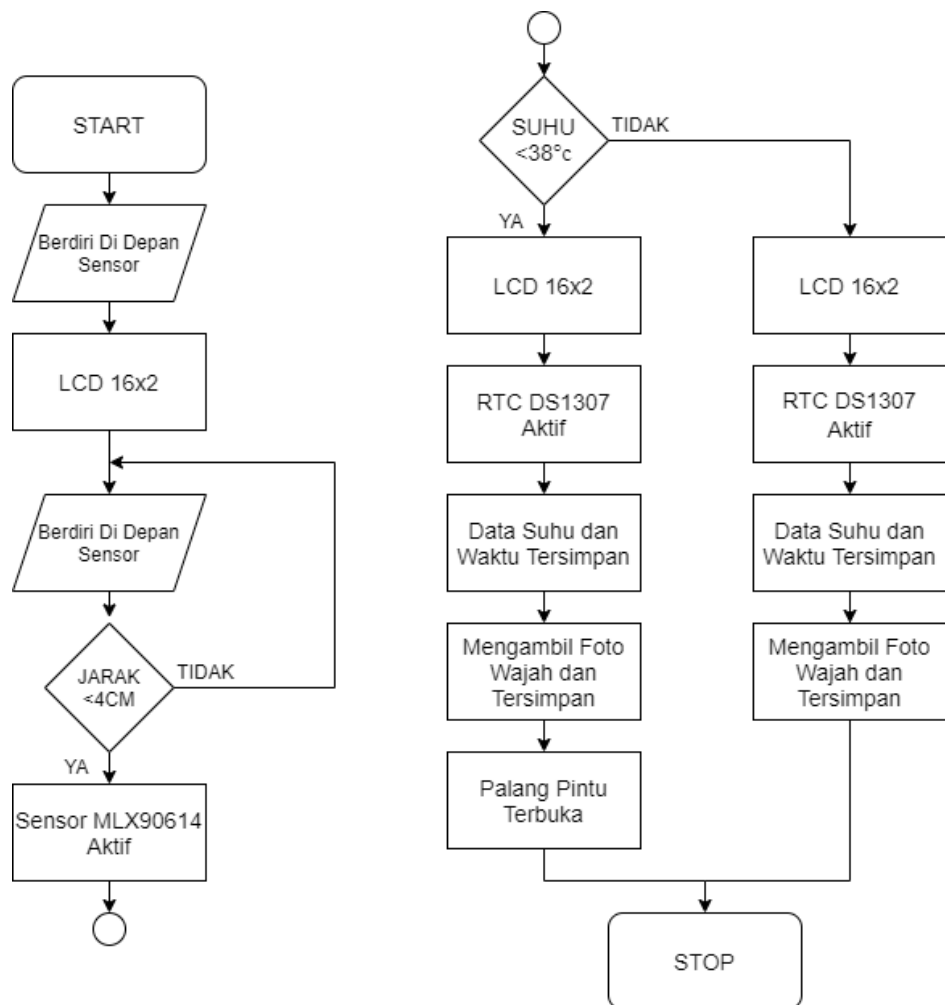 START
Berdiri Di Depan
Sensor
LCD 16x2
Berdiri Di Depan
Sensor
JARAK
<4CM
TIDAK
YA
Sensor MLX90614
Aktif
SUHU
<38°c
TIDAK
YA
LCD 16x2
RTC DS1307
Aktif
Data Suhu dan
Waktu Tersimpan
Mengambil Foto
Wajah dan
Tersimpan
Palang Pintu
Terbuka
LCD 16x2
RTC DS1307
Aktif
Data Suhu dan
Waktu Tersimpan
Mengambil Foto
Wajah dan
Tersimpan
STOP